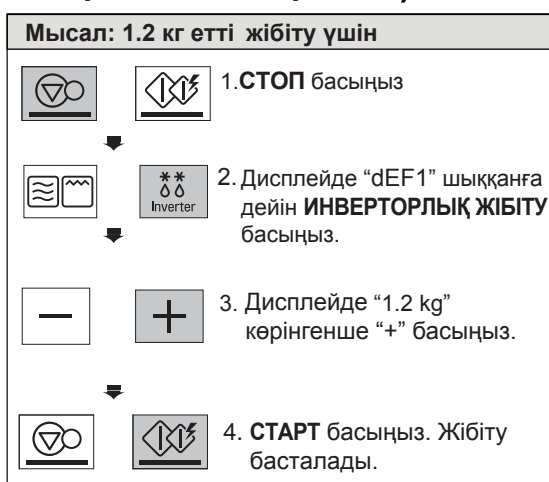 Мысал: 1.2 кг етті жібіту үшін
1.СТОП басыңыз
Inverter
2. Дисплейде “dEF1” шыққанға
дейін ИНВЕРТОРЛЫҚ ЖІБІТУ
басыңыз.
3. Дисплейде “1.2 kg”
көрінгенше “+” басыңыз.
4. СТАРТ басыңыз. Жібіту
басталады.